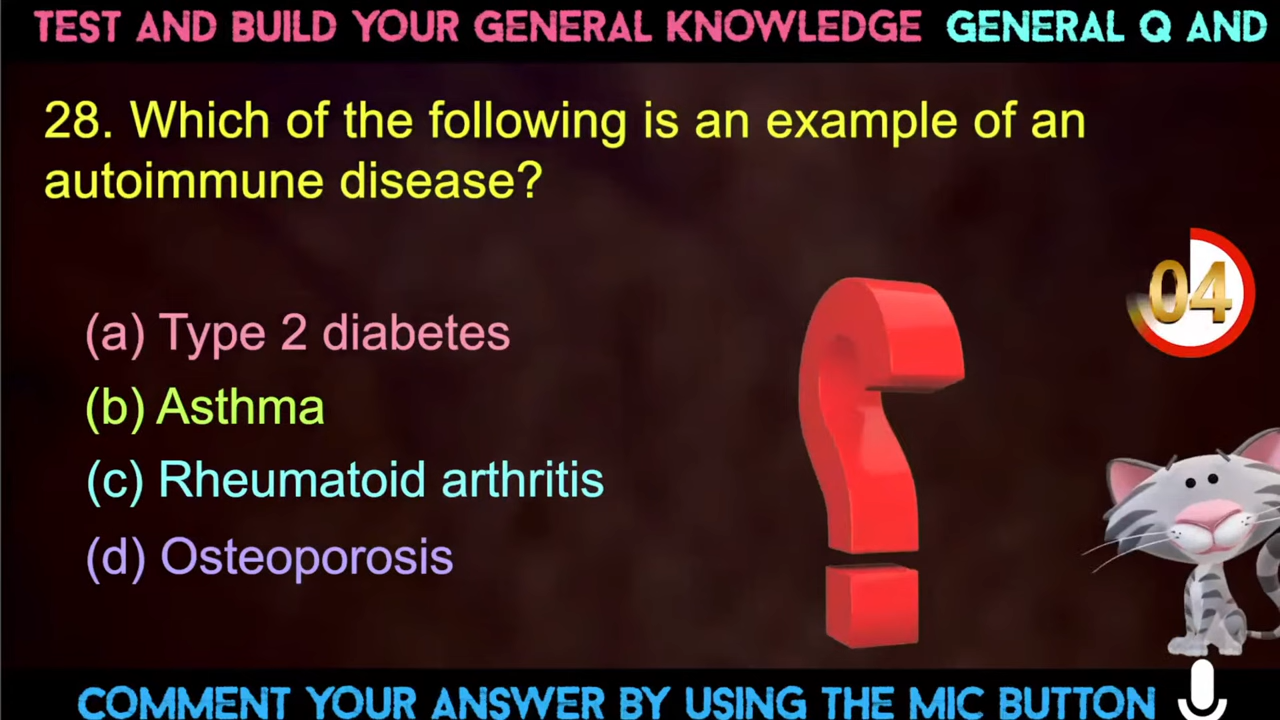 TEST AND BUILD YOUR GENERAL KNOWLEDGE GENERAL Q AND
28. Which of the following is an example of an
autoimmune disease?
04
(a) Type 2 diabetes
(b) Asthma
(c) Rheumatoid arthritis
(d) Osteoporosis
COMMENT YOUR ANSWER BY USING THE MIC BUTTON